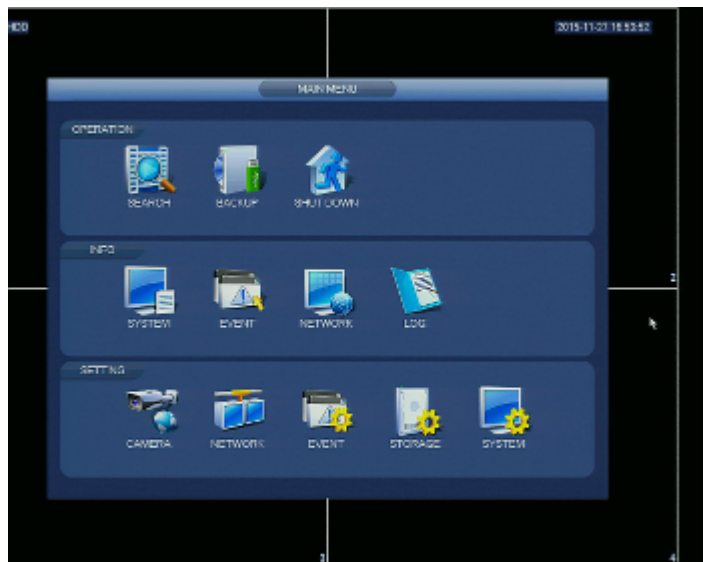 HDD
2015-11-27 16:53:52
MAIN MENU
OPERATION
SEARCH BACKUP SHUT DOWN
INFO
SYSTEM EVENT NETWORK LOG
2
SETTING
CAMERA NETWORK EVENT STORAGE SYSTEM
3 4